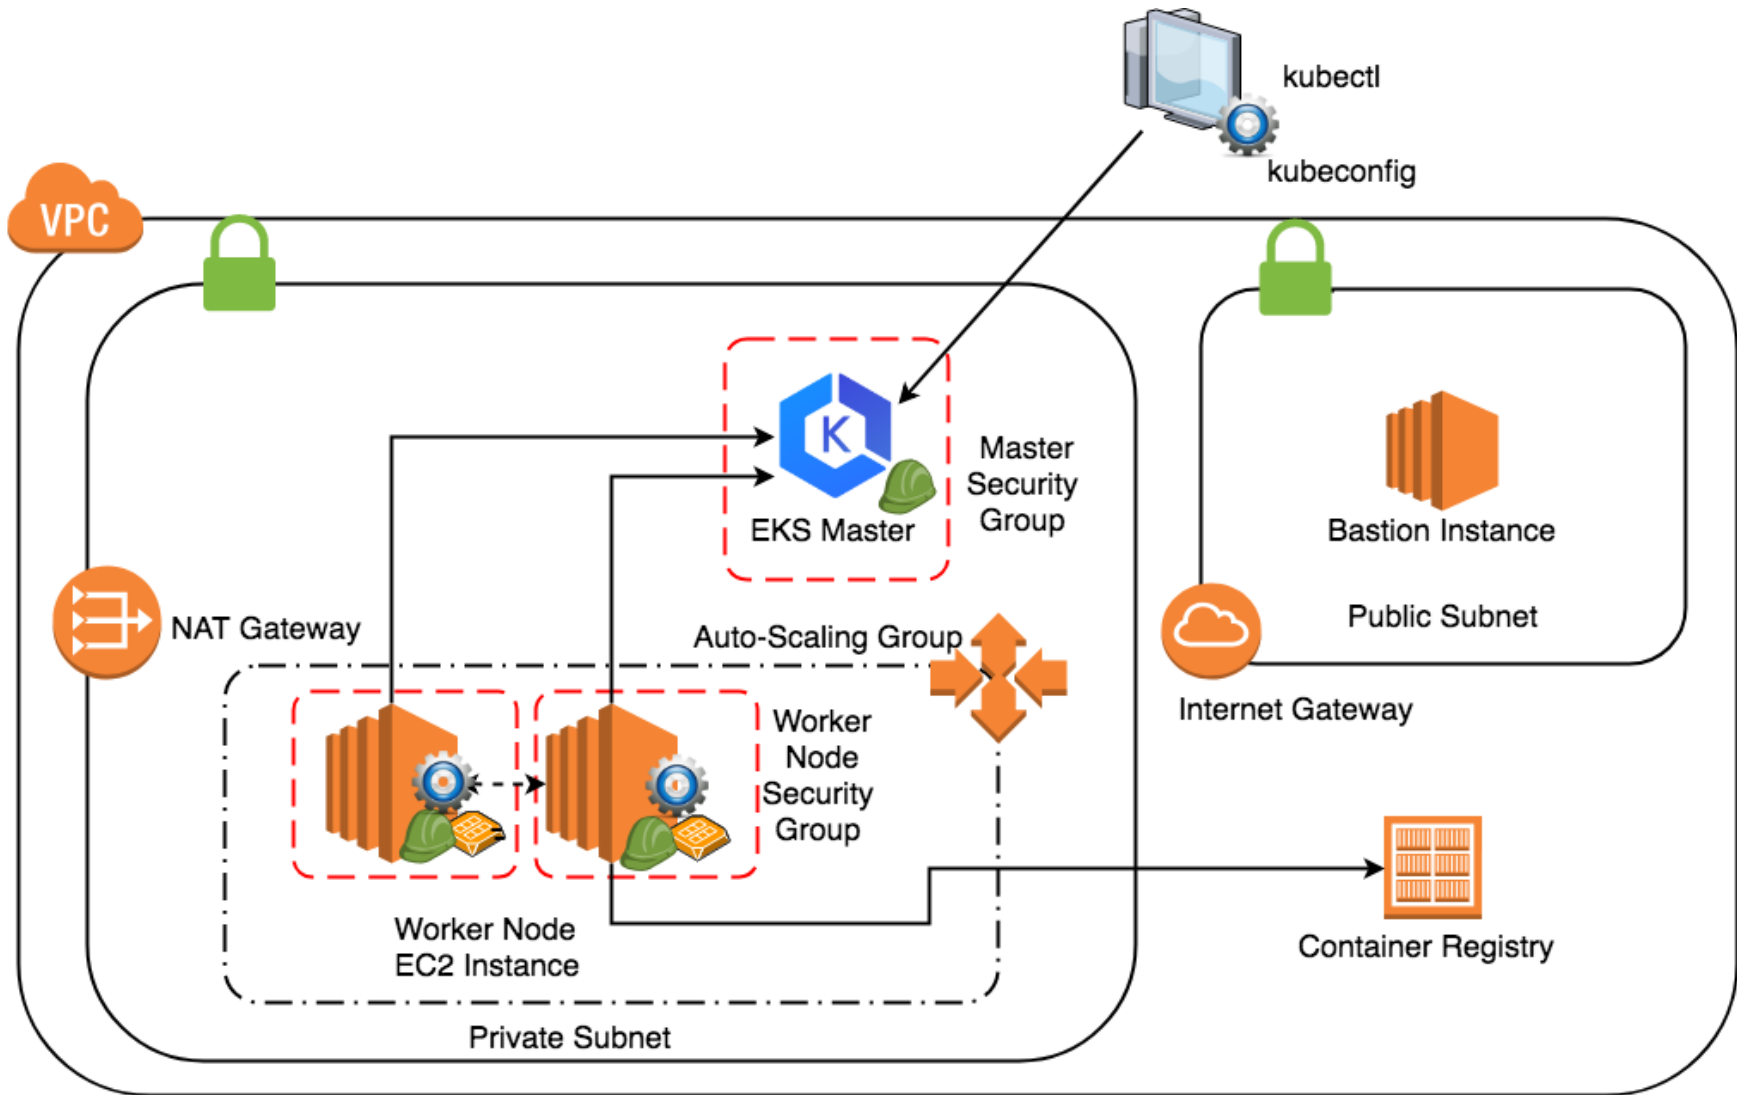 kubectl
kubeconfig
VPC
K
EKS Master
Master
Security
Group
Bastion Instance
Public Subnet
NAT Gateway
Auto-Scaling Group
Internet Gateway
Worker
Node
Security
Group
Worker Node
EC2 Instance
Container Registry
Private Subnet